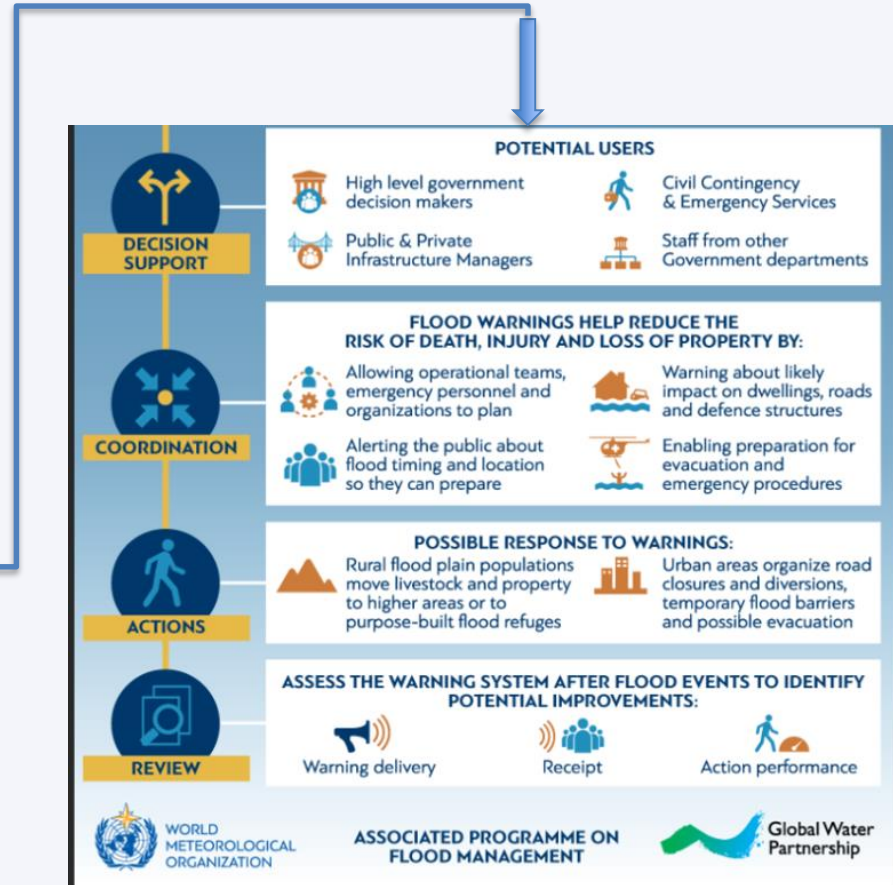 POTENTIAL USERS
High level government
decision makers
Civil Contingency
& Emergency Services
Public & Private
Infrastructure Managers
Staff from other
Government departments
DECISION
SUPPORT
FLOOD WARNINGS HELP REDUCE THE
RISK OF DEATH, INJURY AND LOSS OF PROPERTY BY:
Allowing operational teams,
emergency personnel and
organizations to plan
Warning about likely
impact on dwellings, roads
and defence structures
Alerting the public about
flood timing and location
so they can prepare
Enabling preparation for
evacuation and
emergency procedures
COORDINATION
POSSIBLE RESPONSE TO WARNINGS:
Rural flood plain populations
move livestock and property
to higher areas or to
purpose-built flood refuges
Urban areas organize road
closures and diversions,
temporary flood barriers
and possible evacuation
ACTIONS
ASSESS THE WARNING SYSTEM AFTER FLOOD EVENTS TO IDENTIFY
POTENTIAL IMPROVEMENTS:
Warning delivery
Receipt
Action performance
REVIEW
WORLD
METEOROLOGICAL
ORGANIZATION
ASSOCIATED PROGRAMME ON
FLOOD MANAGEMENT
Global Water
Partnership